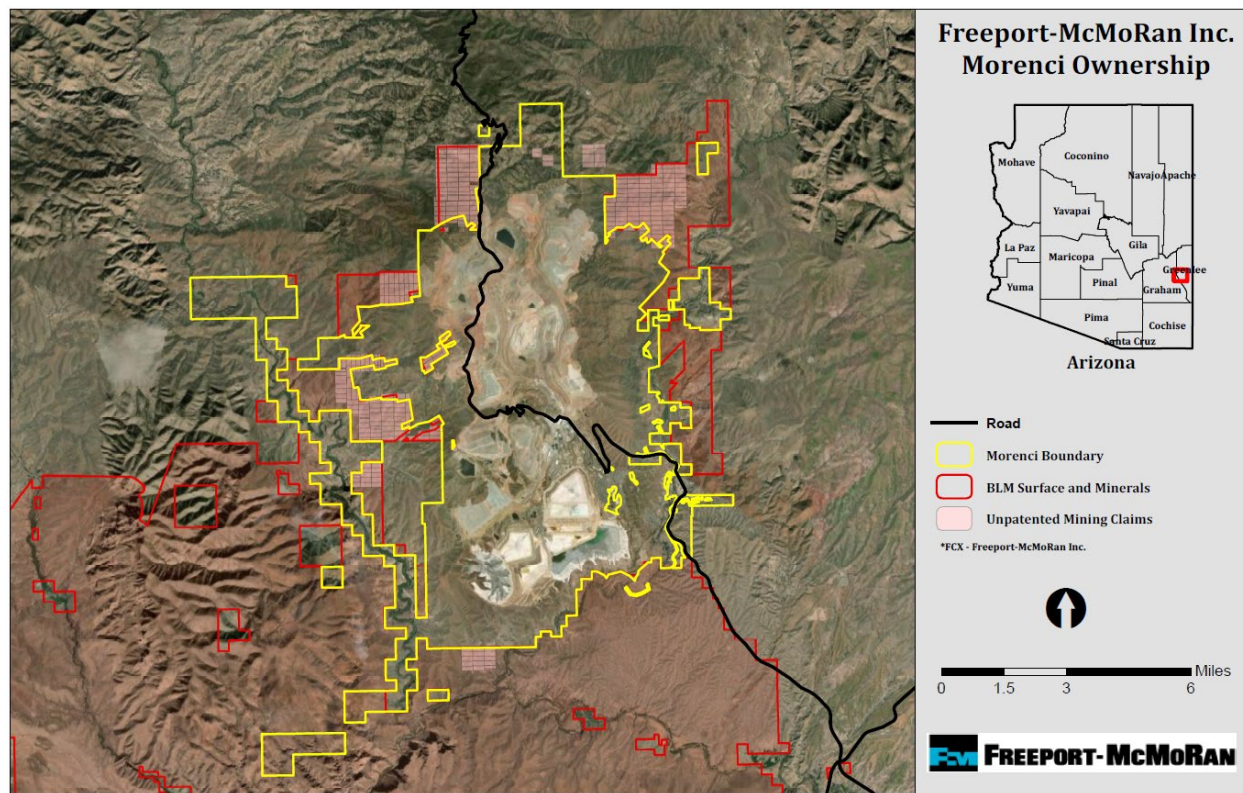 Freeport-McMoRan Inc.
Morenci Ownership
Mohave
Coconino
Navajo
Apache
Yavapai
La Paz
Gila
Maricopa
Greenlee
Yuma
Pinal
Graham
Pima
Cochise
Santa Cruz
Arizona
Road
Morenci Boundary
BLM Surface and Minerals
Unpatented Mining Claims
*FCX - Freeport-McMoRan Inc.
Miles
0 1.5 3 6
FCX FREEPORT-McMoRAN